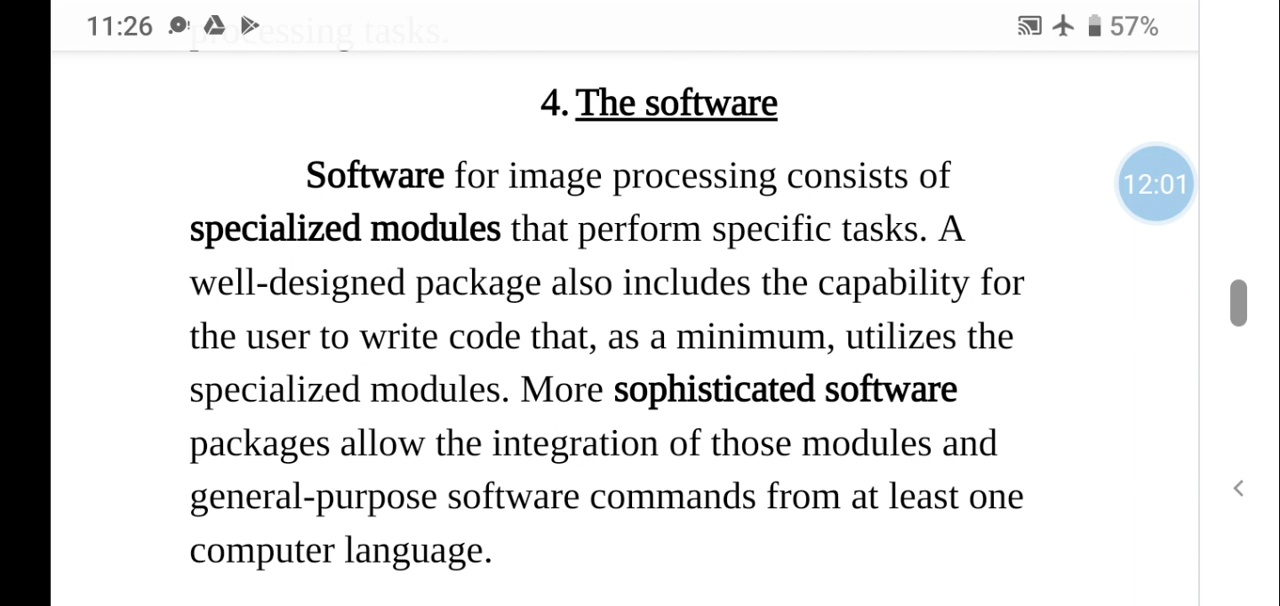 11:26 57%
processing tasks.
4. The software
12:01
Software for image processing consists of
specialized modules that perform specific tasks. A
well-designed package also includes the capability for
the user to write code that, as a minimum, utilizes the
specialized modules. More sophisticated software
packages allow the integration of those modules and
general-purpose software commands from at least one
computer language.